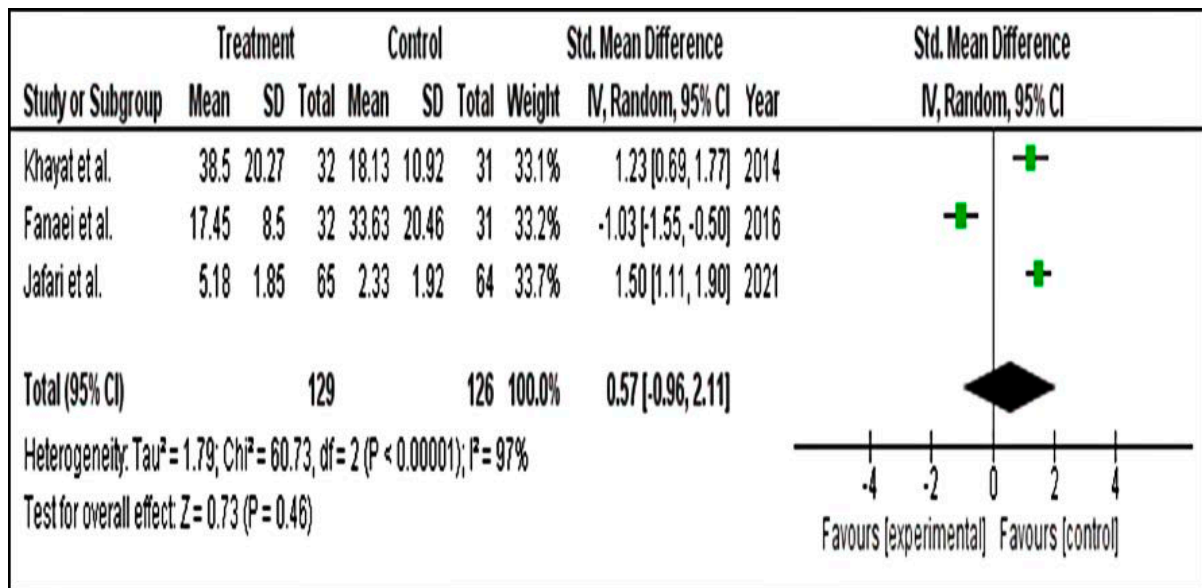 Treatment Control Std. Mean Difference Std. Mean Difference
Study or Subgroup Mean SD Total Mean SD Total Weight IV, Random, 95% CI Year IV, Random, 95% CI
Khayat et al. 38.5 20.27 32 18.13 10.92 31 33.1% 1.23 [0.69, 1.77] 2014
Fanaei et al. 17.45 8.5 32 33.63 20.46 31 33.2% -1.03 [-1.55, -0.50] 2016
Jafari et al. 5.18 1.85 65 2.33 1.92 64 33.7% 1.50 [1.11, 1.90] 2021
Total (95% CI) 129 126 100.0% 0.57 [-0.96, 2.11]
Heterogeneity: Tau² = 1.79; Chi² = 60.73, df = 2 (P < 0.00001); I² = 97%
Test for overall effect: Z = 0.73 (P = 0.46)
-4 -2 0 2 4
Favours [experimental] Favours [control]